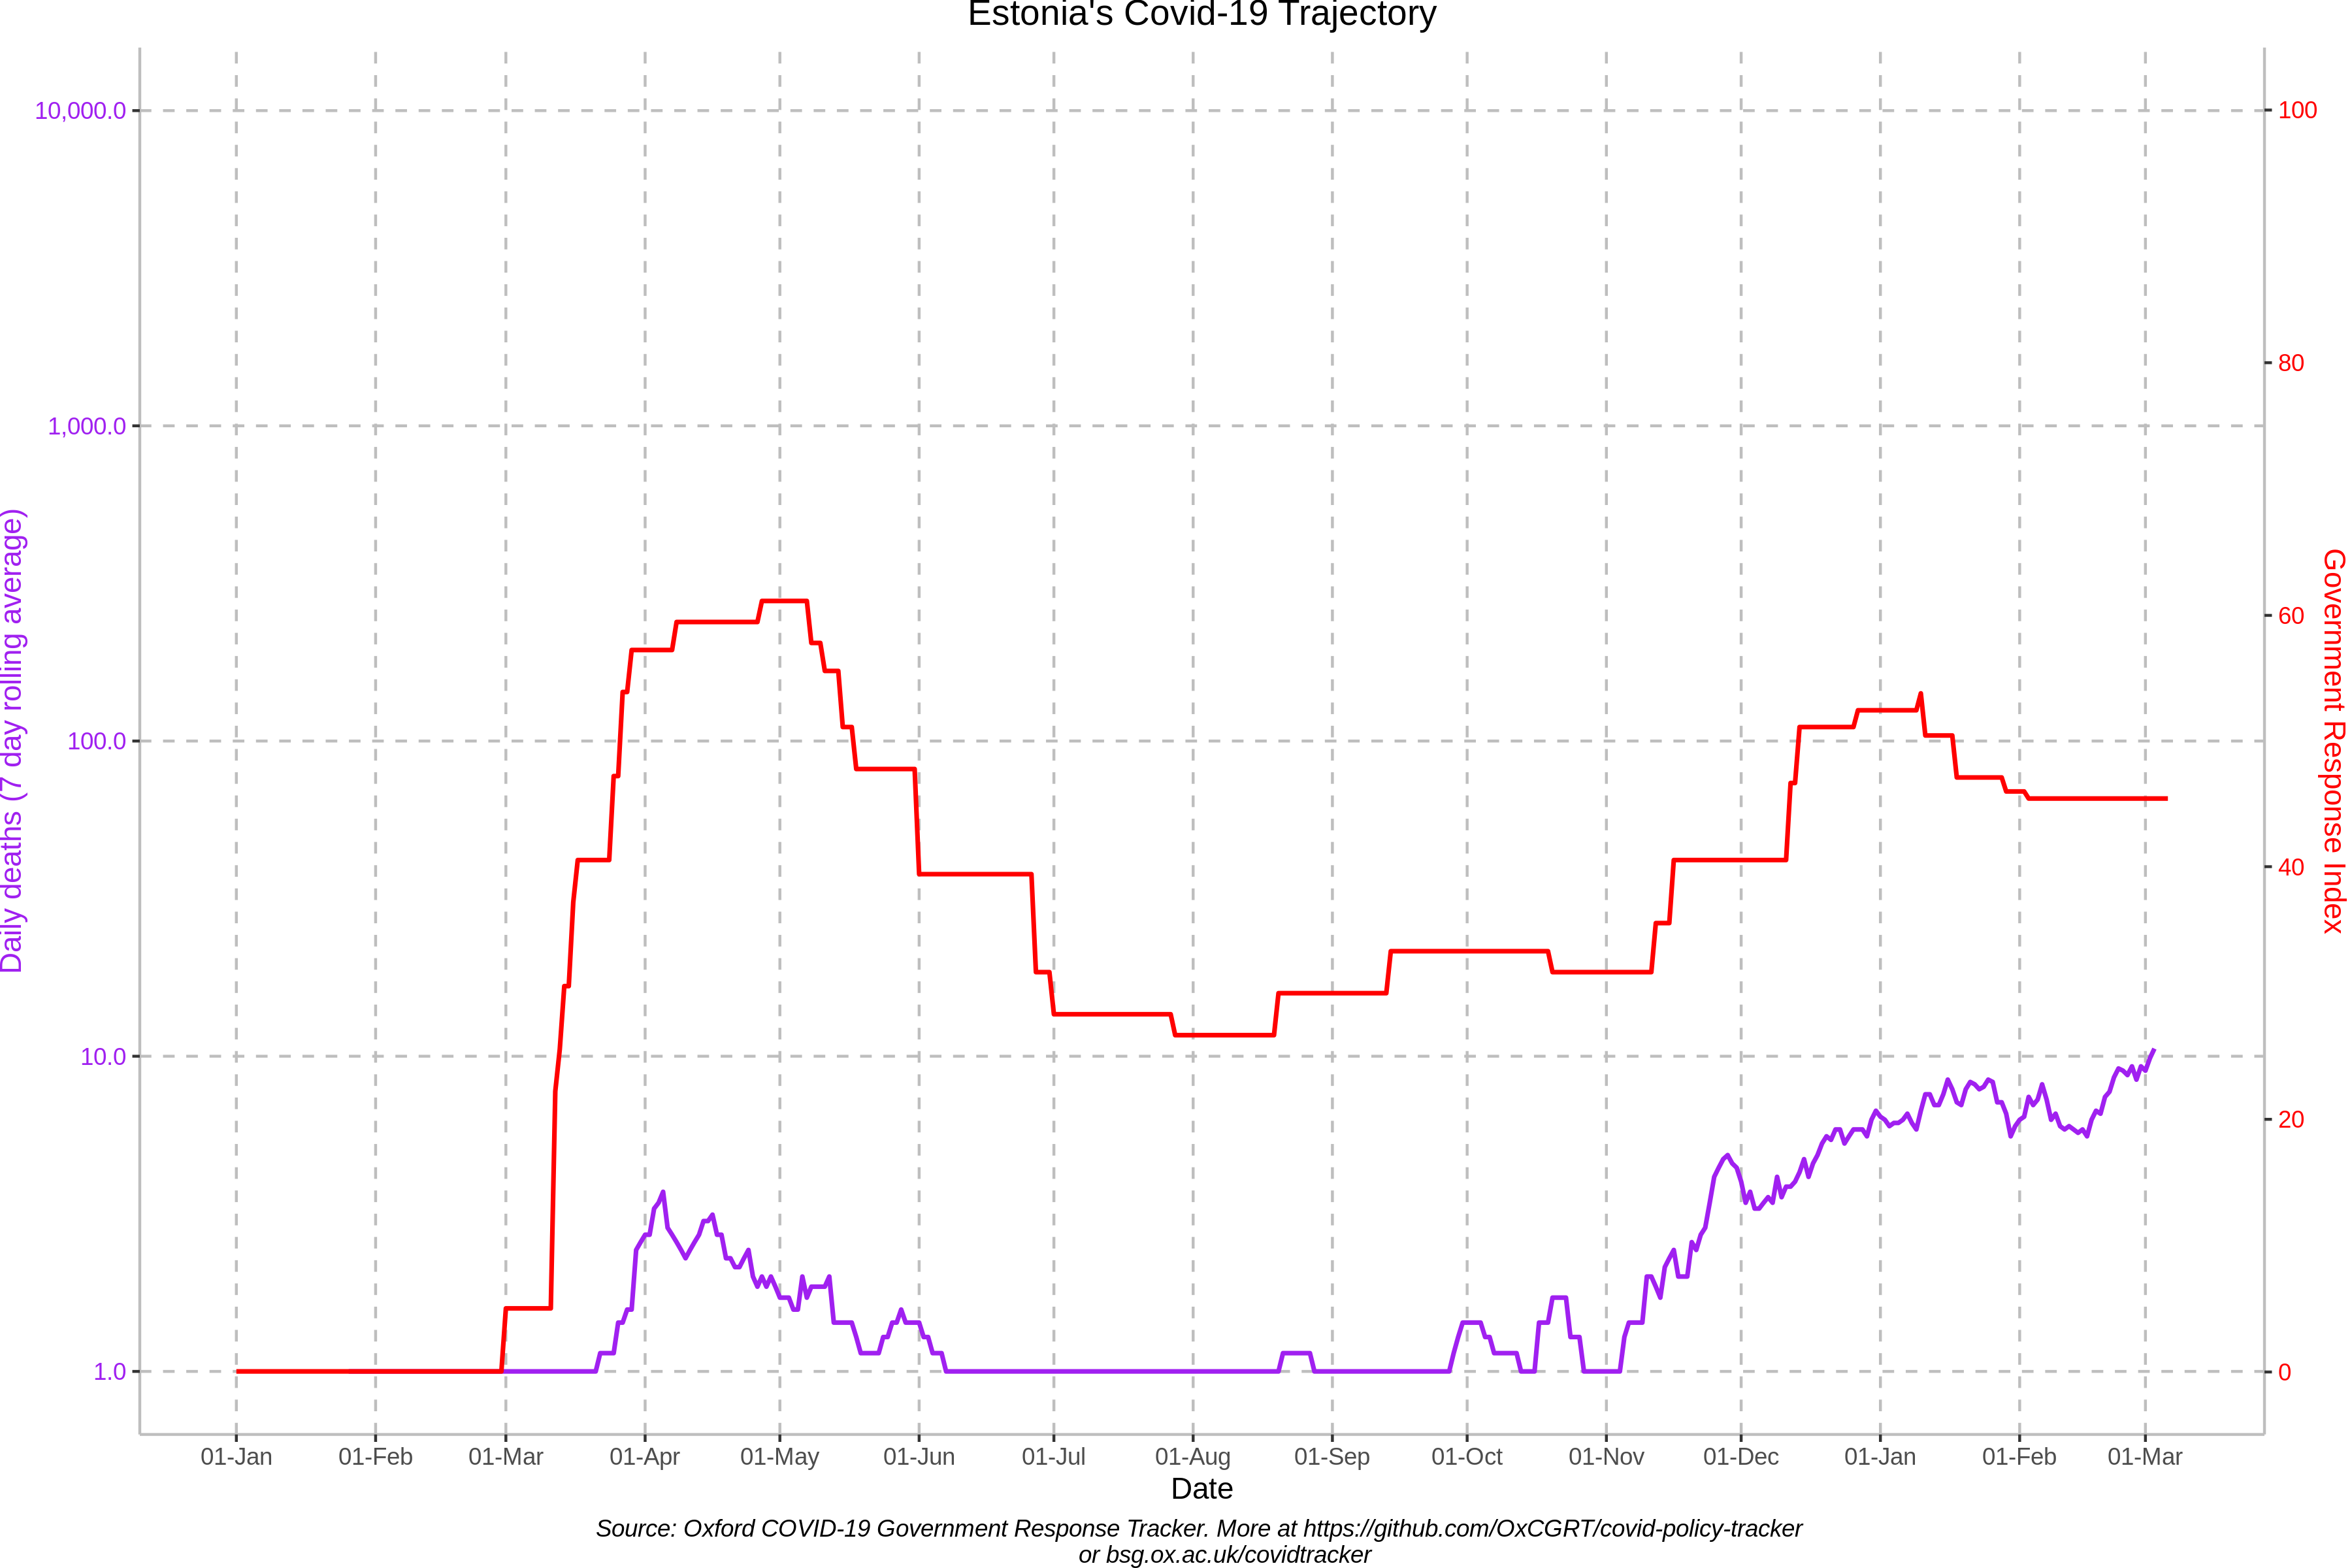 Estonia's Covid-19 Trajectory
10,000.0
1,000.0
100.0
10.0
1.0
Daily deaths (7 day rolling average)
100
80
60
40
20
0
Government Response Index
01-Jan 01-Feb 01-Mar 01-Apr 01-May 01-Jun 01-Jul 01-Aug 01-Sep 01-Oct 01-Nov 01-Dec 01-Jan 01-Feb 01-Mar
Date
Source: Oxford COVID-19 Government Response Tracker. More at https://github.com/OxCGRT/covid-policy-tracker
or bsg.ox.ac.uk/covidtracker